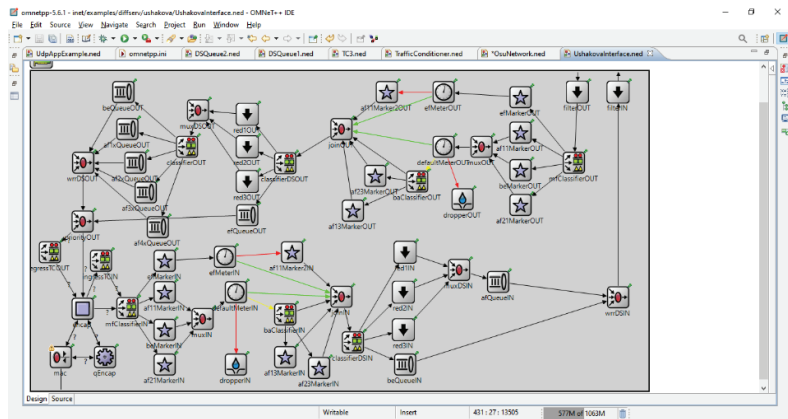 omnetpp-5.6.1 - inet/examples/diffserv/ushakova/UshakovaInterface.ned - OMNeT++ IDE
File Edit Source View Navigate Search Project Run Window Help
UdpAppExample.ned omnetpp.ini DSQueue2.ned DSQueue1.ned TC3.ned TrafficConditioner.ned *OsuNetwork.ned UshakovaInterface.ned
beQueueOUT muxDSOUT red1OUT af11Marker2OUT efMeterOUT efMarkerOUT filterOUT filterIN
af1xQueueOUT classifierOUT red2OUT joinOUT defaultMeterOUT muxOUT af11MarkerOUT
wrrDSOUT af2xQueueOUT classifierDSOUT beMarkerOUT mfClassifierOUT
af3xQueueOUT red3OUT af23MarkerOUT baClassifierOUT dropperOUT af21MarkerOUT
priorityOUT af4xQueueOUT efQueueOUT af13MarkerOUT
ingressTCOUT ingressTCIN efMarkerIN efMeterIN af11Marker2IN red1IN muxDSIN
encap mfClassifierIN af11MarkerIN defaultMeterIN joinIN red2IN afQueueIN wrrDSIN
? ? ? ?
beMarkerIN muxIN baClassifierIN classifierDSIN red3IN
mac qEncap af21MarkerIN dropperIN af13MarkerIN af23MarkerIN beQueueIN
Design Source
Writable Insert 431 : 27 : 13505 577M of 1063M